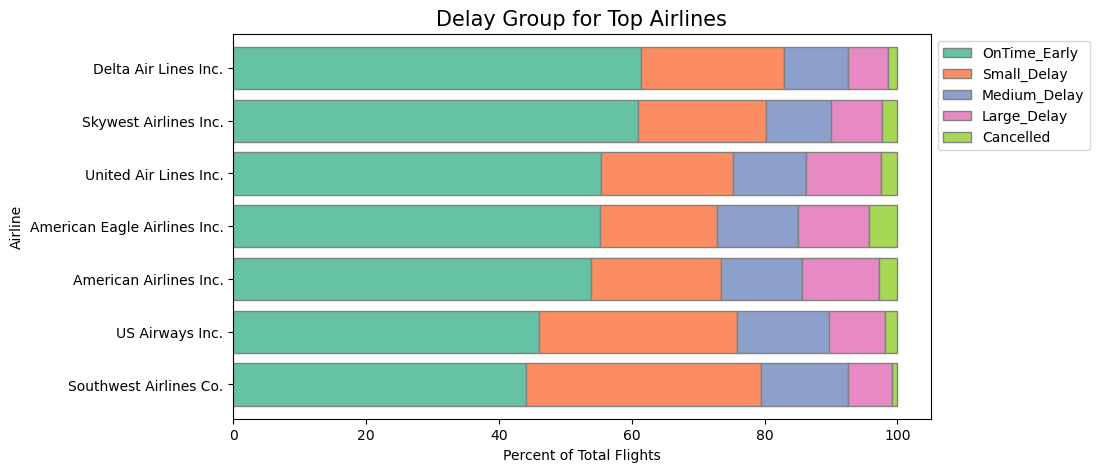 Delay Group for Top Airlines
Delta Air Lines Inc.
Skywest Airlines Inc.
United Air Lines Inc.
American Eagle Airlines Inc.
American Airlines Inc.
US Airways Inc.
Southwest Airlines Co.
Airline
0 20 40 60 80 100
Percent of Total Flights
OnTime_Early
Small_Delay
Medium_Delay
Large_Delay
Cancelled